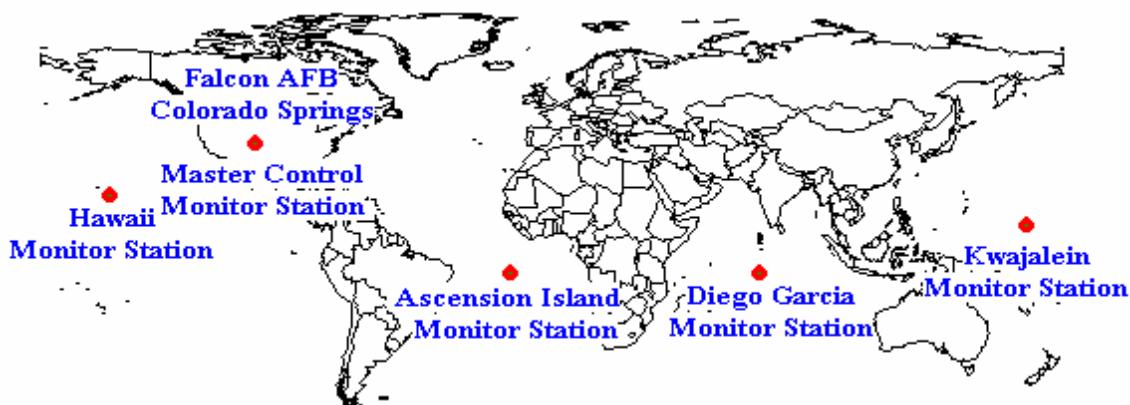 Falcon AFB
Colorado Springs
Master Control
Monitor Station
Hawaii
Monitor Station
Ascension Island
Monitor Station
Diego Garcia
Monitor Station
Kwajalein
Monitor Station